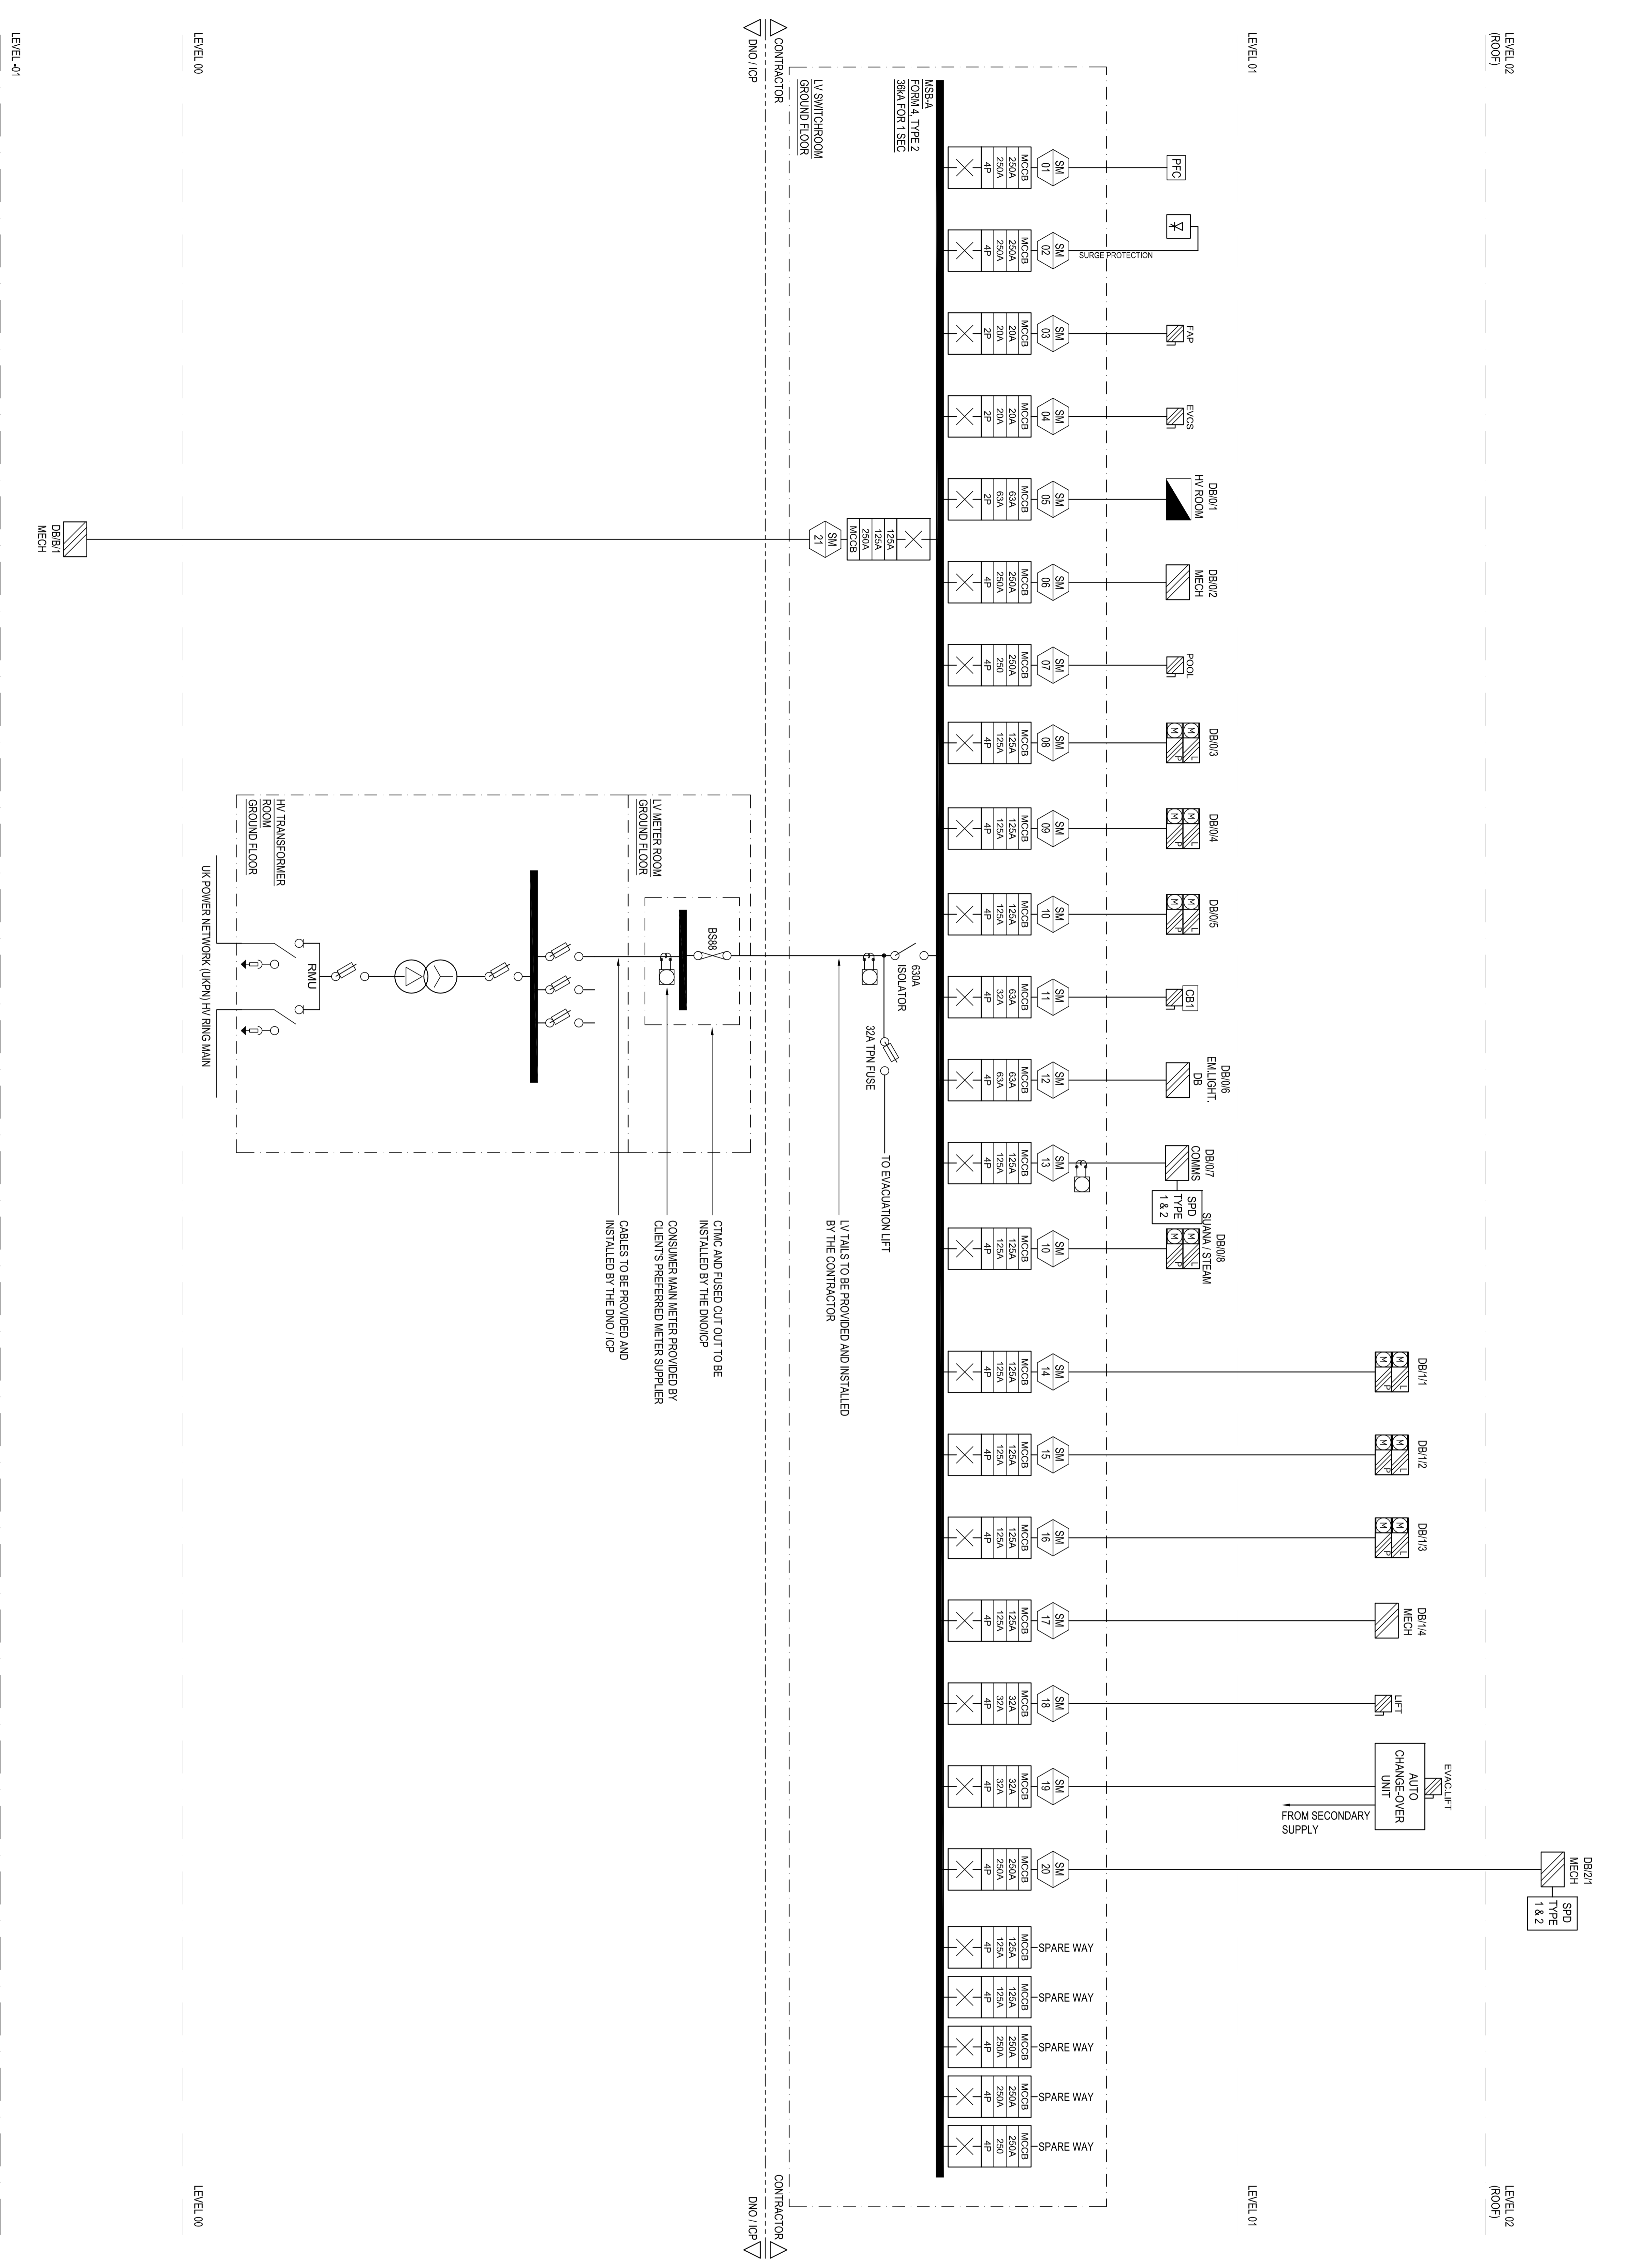 LEVEL 02
(ROOF)
LEVEL 02
(ROOF)
DB/2/1
MECH
SPD
TYPE
1 & 2
DB/1/1
M
L
M
P
DB/1/2
M
L
M
P
DB/1/3
M
L
M
P
DB/1/4
MECH
LIFT
EVAC.LIFT
AUTO
CHANGE-OVER
UNIT
FROM SECONDARY
SUPPLY
LEVEL 01
LEVEL 01
PFC
SURGE PROTECTION
FAP
EVCS
DB/0/1
HV ROOM
DB/0/2
MECH
POOL
DB/0/3
M
L
M
P
DB/0/4
M
L
M
P
DB/0/5
M
L
M
P
CB1
DB/0/6
EM.LIGHT.
DB
DB/0/7
COMMS
SPD
TYPE
1 & 2
DB/0/8
SUANA / STEAM
M
L
M
P
SM
01
MCCB
250A
250A
4P
SM
02
MCCB
250A
250A
4P
SM
03
MCCB
20A
20A
2P
SM
04
MCCB
20A
20A
2P
SM
05
MCCB
63A
63A
2P
SM
06
MCCB
250A
250A
4P
SM
07
MCCB
250A
250
4P
SM
08
MCCB
125A
125A
4P
SM
09
MCCB
125A
125A
4P
SM
10
MCCB
125A
125A
4P
SM
11
MCCB
63A
32A
4P
SM
12
MCCB
63A
63A
4P
SM
13
MCCB
125A
125A
4P
SM
10
MCCB
125A
125A
4P
SM
14
MCCB
125A
125A
4P
SM
15
MCCB
125A
125A
4P
SM
16
MCCB
125A
125A
4P
SM
17
MCCB
125A
125A
4P
SM
18
MCCB
32A
32A
4P
SM
19
MCCB
32A
32A
4P
SM
20
MCCB
250A
250A
4P
SPARE WAY
MCCB
125A
125A
4P
SPARE WAY
MCCB
125A
125A
4P
SPARE WAY
MCCB
250A
250A
4P
SPARE WAY
MCCB
250A
250A
4P
SPARE WAY
MCCB
250A
250
4P
MSB-A
FORM 4, TYPE 2
36kA FOR 1 SEC
125A
125A
250A
MCCB
SM
21
630A
ISOLATOR
32A TPN FUSE
TO EVACUATION LIFT
LV TAILS TO BE PROVIDED AND INSTALLED
BY THE CONTRACTOR
LV SWITCHROOM
GROUND FLOOR
CONTRACTOR
DNO / ICP
CONTRACTOR
DNO / ICP
BS88
CTMC AND FUSED CUT OUT TO BE
INSTALLED BY THE DNO/ICP
CONSUMER MAIN METER PROVIDED BY
CLIENT'S PREFERRED METER SUPPLIER
LV METER ROOM
GROUND FLOOR
CABLES TO BE PROVIDED AND
INSTALLED BY THE DNO / ICP
HV TRANSFORMER
ROOM
GROUND FLOOR
RMU
UK POWER NETWORK (UKPN) HV RING MAIN
LEVEL 00
LEVEL 00
DB/B/1
MECH
LEVEL -01